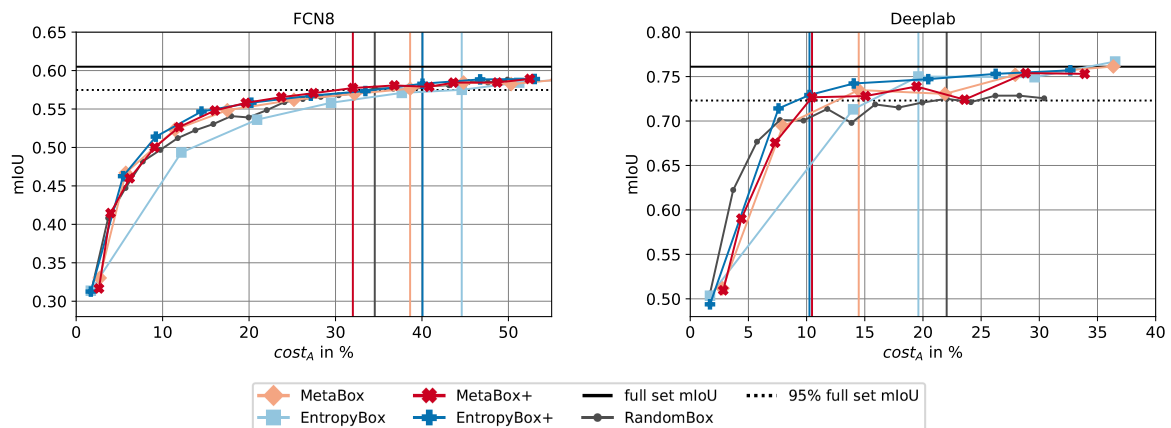 FCN8
0.65
0.60
0.55
0.50
0.45
0.40
0.35
0.30
mIoU
0 10 20 30 40 50
cost_A in %
Deeplab
0.80
0.75
0.70
0.65
0.60
0.55
0.50
mIoU
0 5 10 15 20 25 30 35 40
cost_A in %
MetaBox MetaBox+ full set mIoU 95% full set mIoU
EntropyBox EntropyBox+ RandomBox